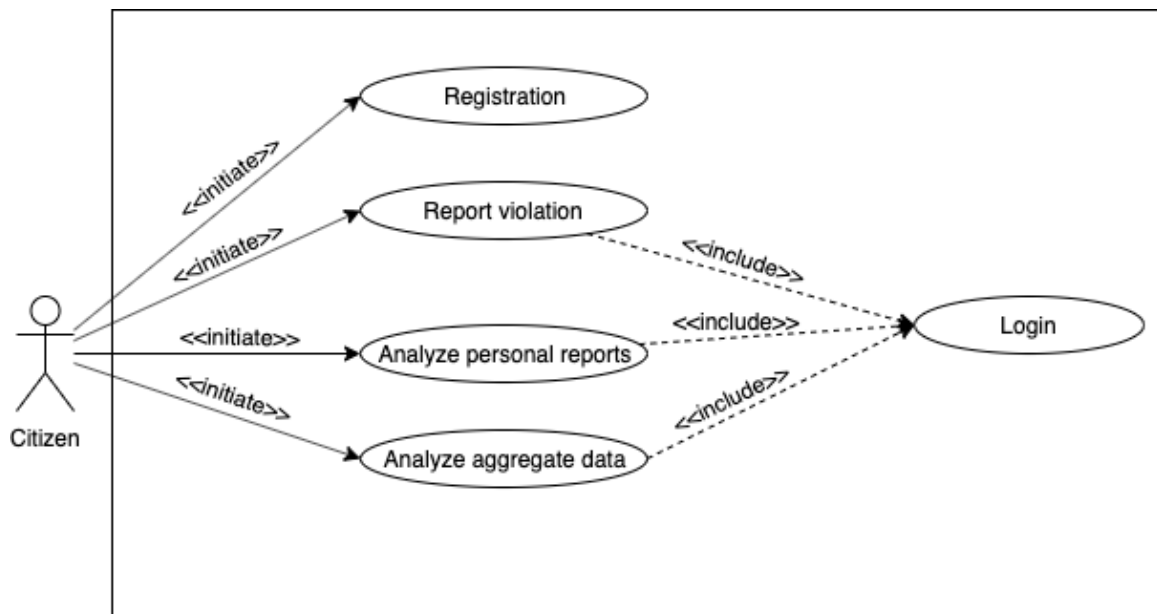 Registration
<<initiate>>
Report violation
<<initiate>>
<<include>>
<<initiate>>
Analyze personal reports
<<include>>
Login
<<initiate>>
<<include>>
Citizen
Analyze aggregate data